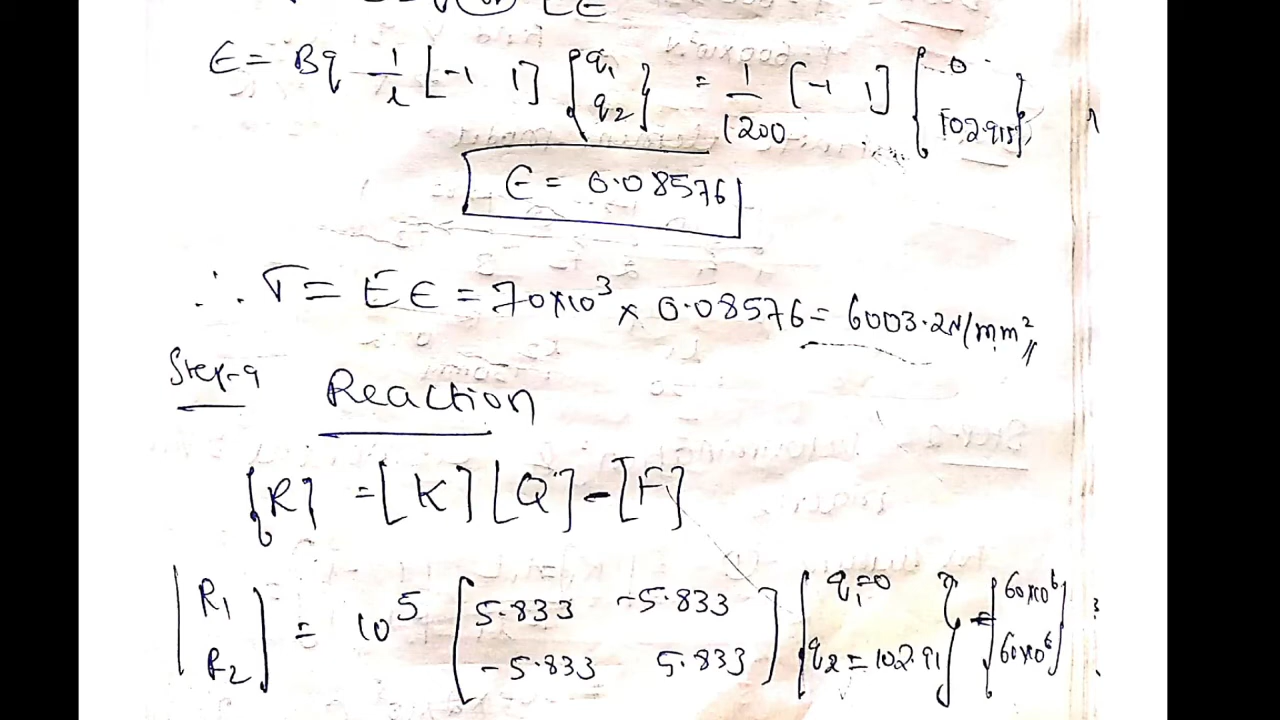 ϵ = Bq 1/l [-1 1] {q1 q2} = 1/1200 [-1 1] {0 102.915}
ϵ = 0.08576
∴ σ = Eϵ = 70×10³ × 0.08576 = 6003.2 N/mm²
Step-9 Reaction
{R} = [K] [Q] - [F]
[R1 R2] = 10⁵ [5.833 -5.833 -5.833 5.833] {q1=0 q2=102.91} - {60×10⁶ 60×10⁶}